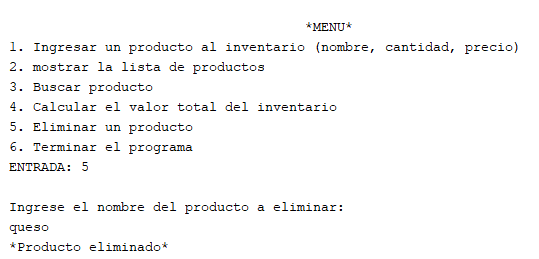 *MENU*
1. Ingresar un producto al inventario (nombre, cantidad, precio)
2. mostrar la lista de productos
3. Buscar producto
4. Calcular el valor total del inventario
5. Eliminar un producto
6. Terminar el programa
ENTRADA: 5
Ingrese el nombre del producto a eliminar:
queso
*Producto eliminado*